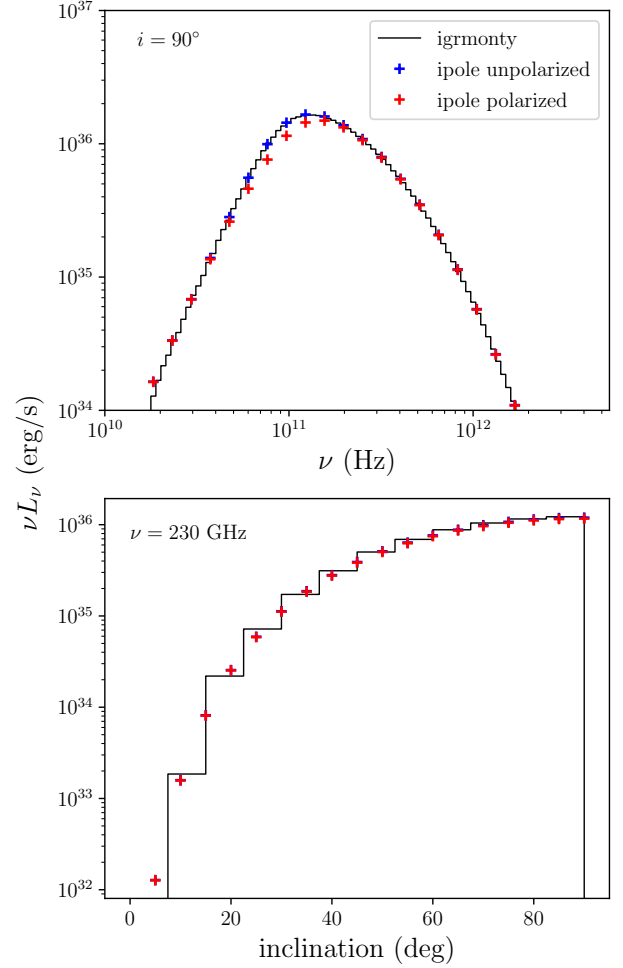 10^37
10^36
10^35
10^34
i = 90°
igrmonty
ipole unpolarized
ipole polarized
10^10
10^11
10^12
ν (Hz)
νL_ν (erg/s)
10^36
10^35
10^34
10^33
10^32
ν = 230 GHz
0
20
40
60
80
inclination (deg)